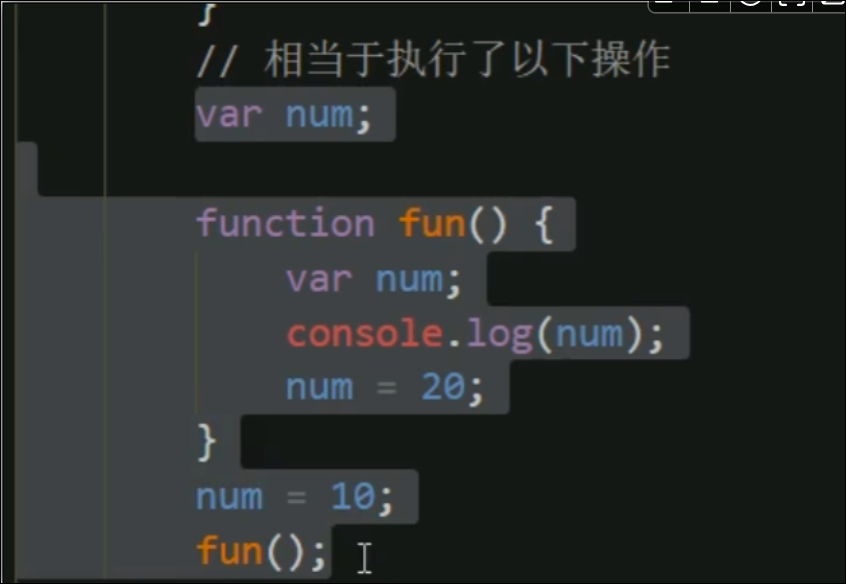 }
// 相当于执行了以下操作
var num;
function fun() {
var num;
console.log(num);
num = 20;
}
num = 10;
fun();